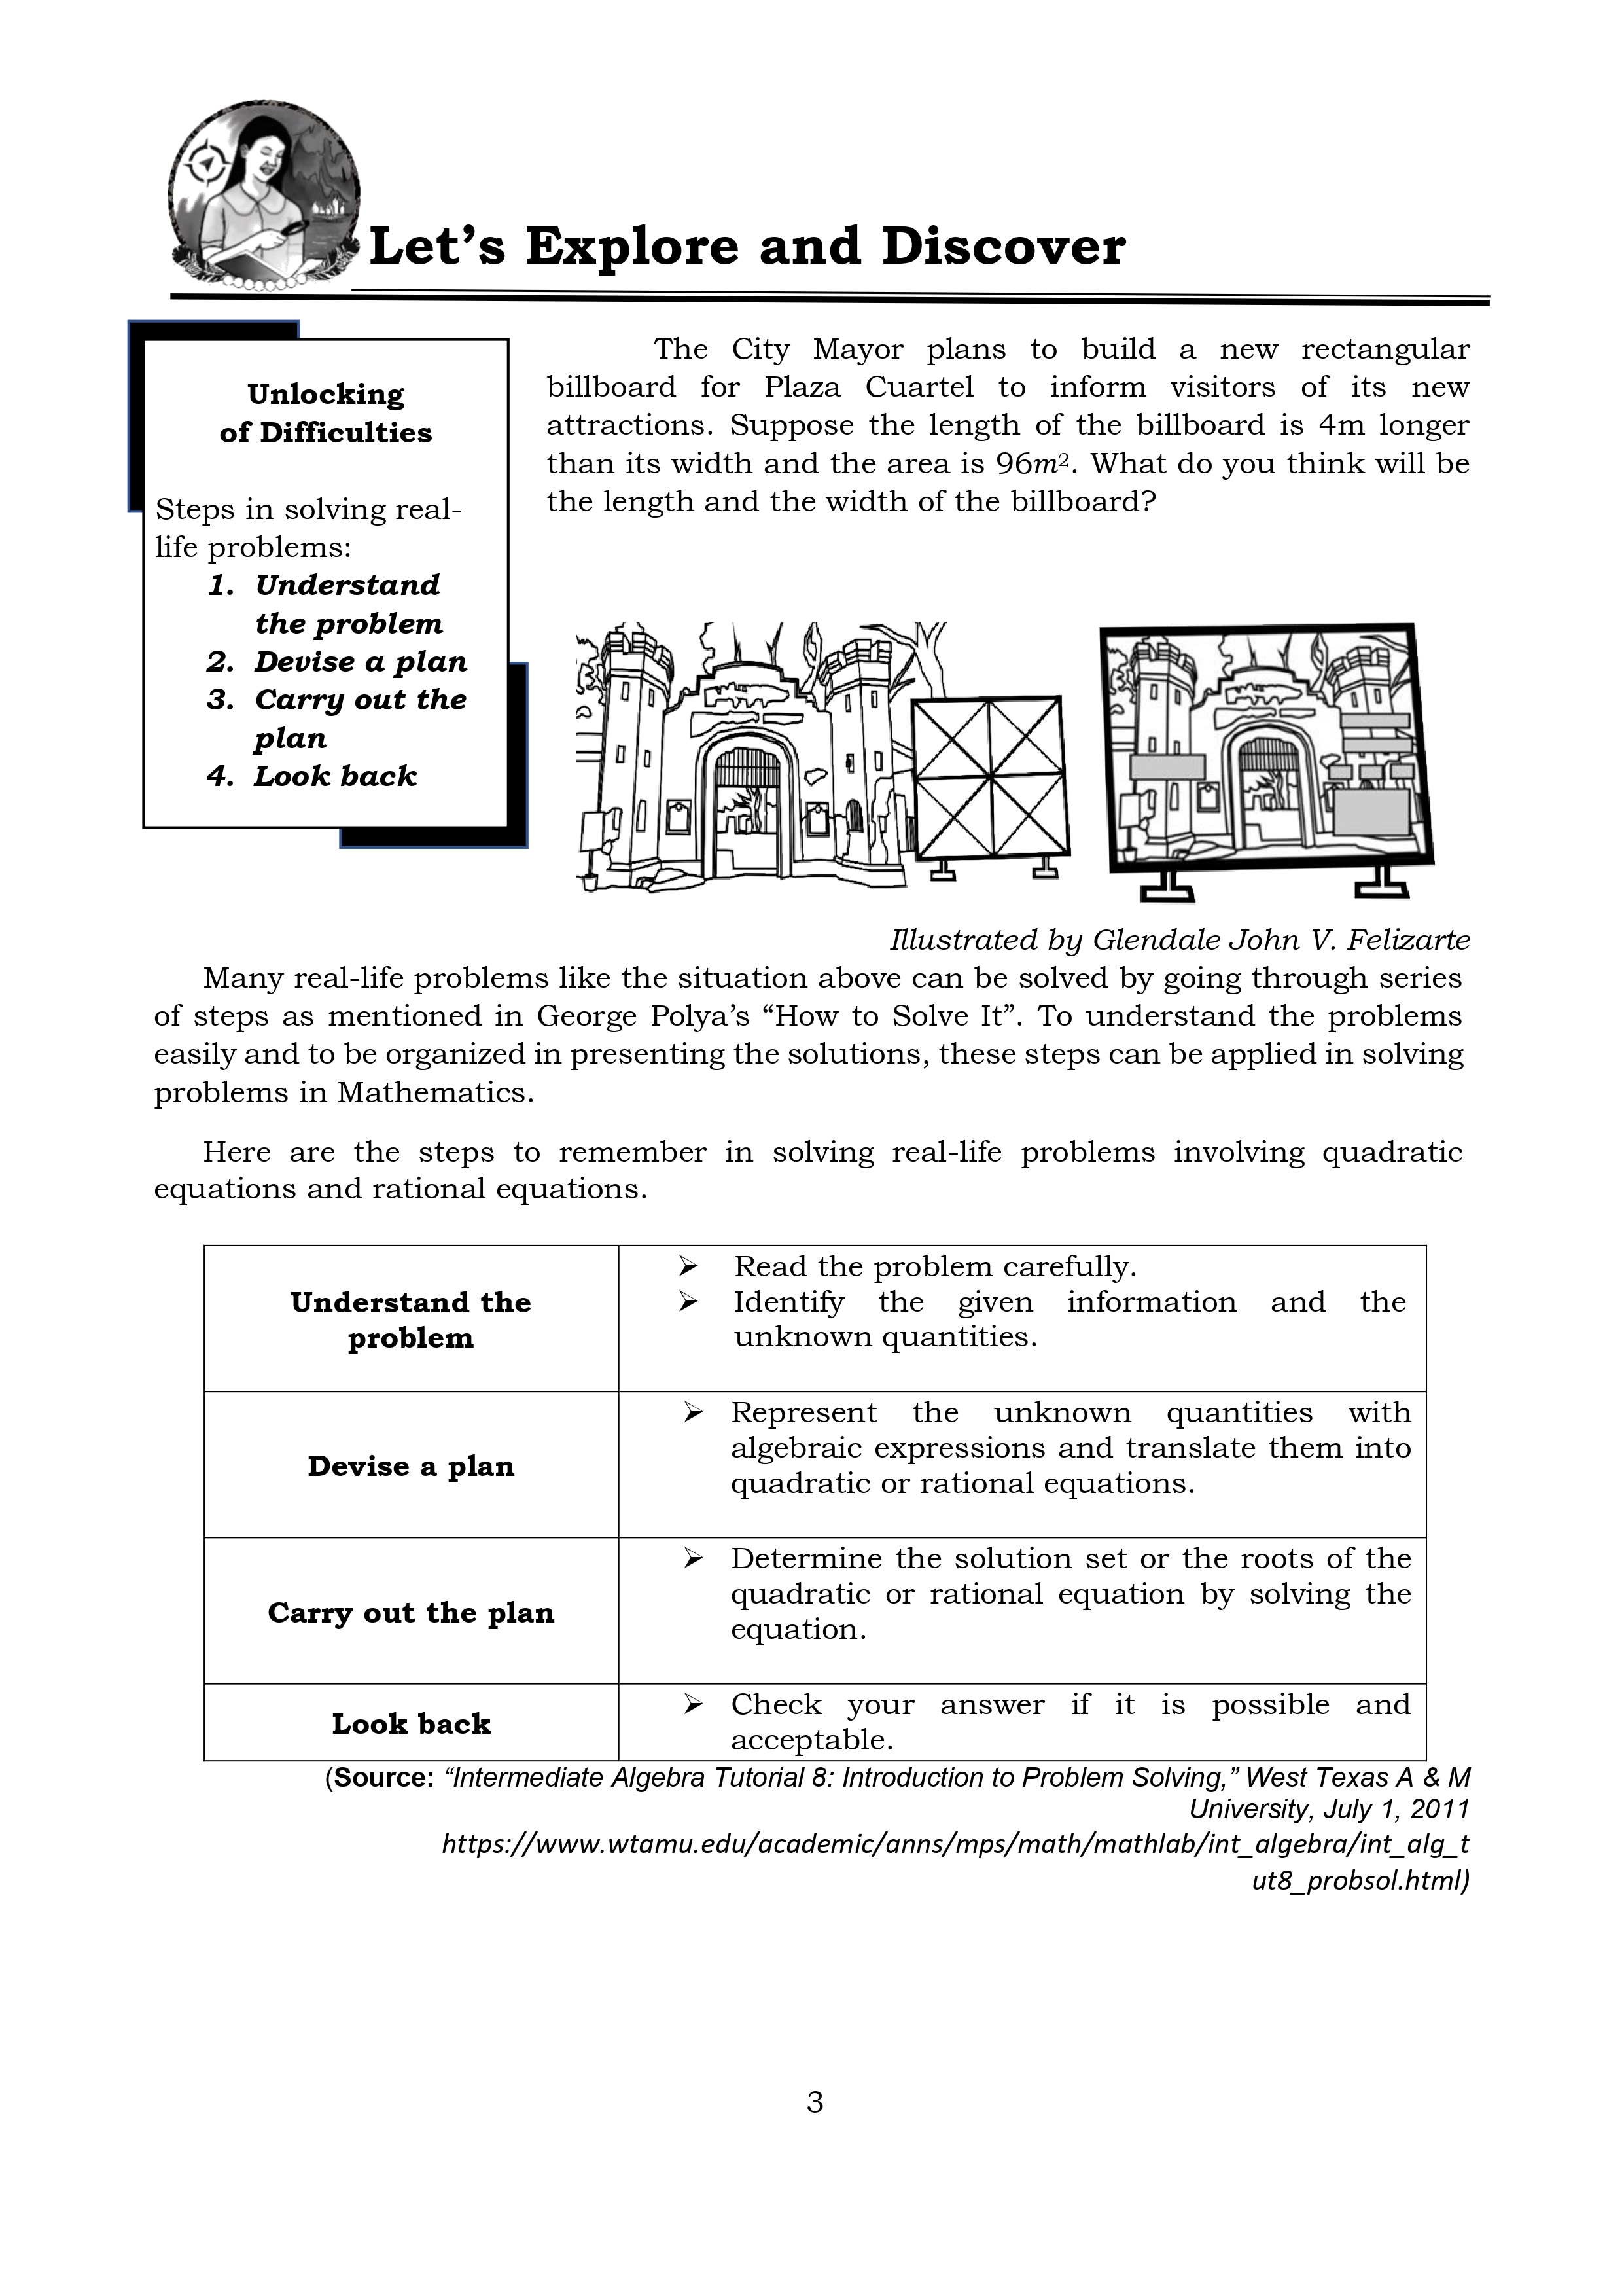 Let’s Explore and Discover
Unlocking
of Difficulties
Steps in solving real-
life problems:
1. Understand
the problem
2. Devise a plan
3. Carry out the
plan
4. Look back
The City Mayor plans to build a new rectangular
billboard for Plaza Cuartel to inform visitors of its new
attractions. Suppose the length of the billboard is 4m longer
than its width and the area is 96m². What do you think will be
the length and the width of the billboard?
Illustrated by Glendale John V. Felizarte
Many real-life problems like the situation above can be solved by going through series
of steps as mentioned in George Polya’s “How to Solve It”. To understand the problems
easily and to be organized in presenting the solutions, these steps can be applied in solving
problems in Mathematics.
Here are the steps to remember in solving real-life problems involving quadratic
equations and rational equations.
Understand the
problem
➢ Read the problem carefully.
➢ Identify the given information and the
unknown quantities.
Devise a plan
➢ Represent the unknown quantities with
algebraic expressions and translate them into
quadratic or rational equations.
Carry out the plan
➢ Determine the solution set or the roots of the
quadratic or rational equation by solving the
equation.
Look back
➢ Check your answer if it is possible and
acceptable.
(Source: “Intermediate Algebra Tutorial 8: Introduction to Problem Solving,” West Texas A & M
University, July 1, 2011
https://www.wtamu.edu/academic/anns/mps/math/mathlab/int_algebra/int_alg_t
ut8_probsol.html)
3